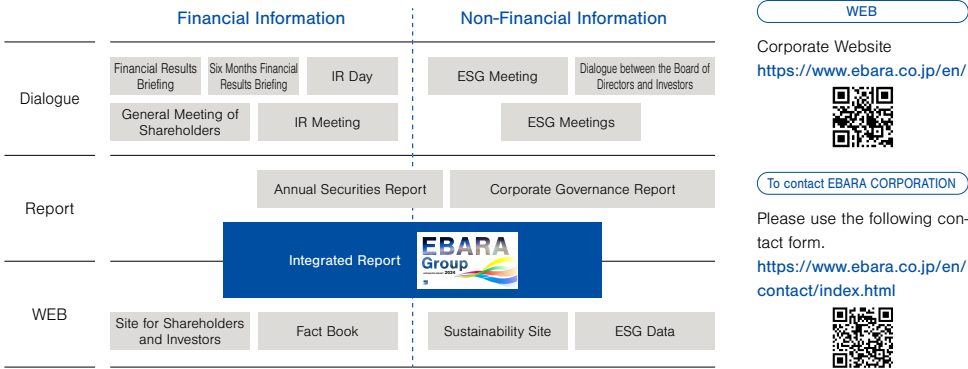 Financial Information
Non-Financial Information
Dialogue
Financial Results
Briefing
Six Months Financial
Results Briefing
IR Day
ESG Meeting
Dialogue between the Board of
Directors and Investors
General Meeting of
Shareholders
IR Meeting
ESG Meetings
Report
Annual Securities Report
Corporate Governance Report
Integrated Report
EBARA
Group
2024
WEB
Site for Shareholders
and Investors
Fact Book
Sustainability Site
ESG Data
WEB
Corporate Website
https://www.ebara.co.jp/en/
To contact EBARA CORPORATION
Please use the following con-
tact form.
https://www.ebara.co.jp/en/
contact/index.html